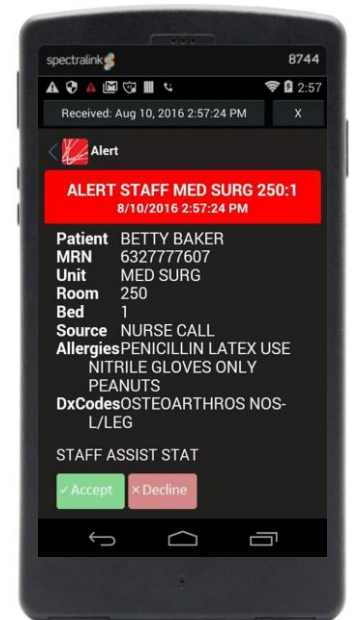 spectralink 8744
2:57
Received: Aug 10, 2016 2:57:24 PM X
Alert
ALERT STAFF MED SURG 250:1
8/10/2016 2:57:24 PM
Patient BETTY BAKER
MRN 6327777607
Unit MED SURG
Room 250
Bed 1
Source NURSE CALL
Allergies PENICILLIN LATEX USE
NITRILE GLOVES ONLY
PEANUTS
DxCodes OSTEOARTHROS NOS-
L/LEG
STAFF ASSIST STAT
✓ Accept × Decline